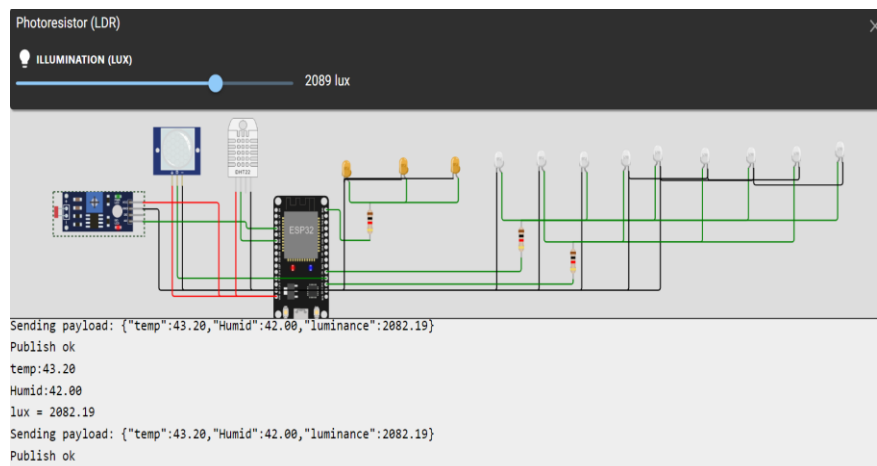 Photoresistor (LDR)
ILLUMINATION (LUX)
2089 lux
DHT22
ESP32
Sending payload: {"temp":43.20,"Humid":42.00,"luminance":2082.19}
Publish ok
temp:43.20
Humid:42.00
lux = 2082.19
Sending payload: {"temp":43.20,"Humid":42.00,"luminance":2082.19}
Publish ok